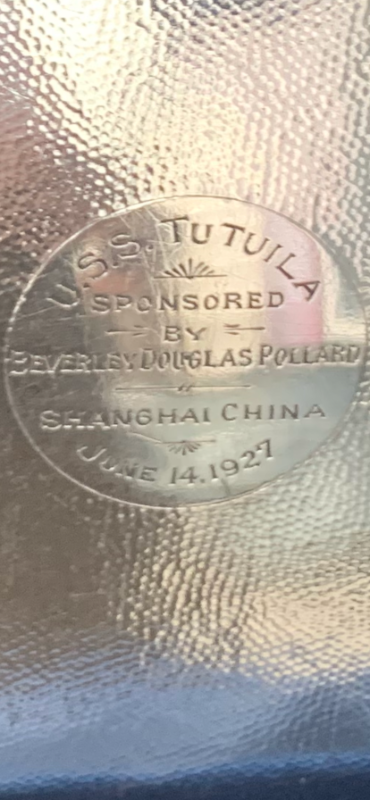 U.S.S. TUTUILA
SPONSORED
BY
BEVERLEY DOUGLAS POLLARD
SHANGHAI CHINA
JUNE 14.1927